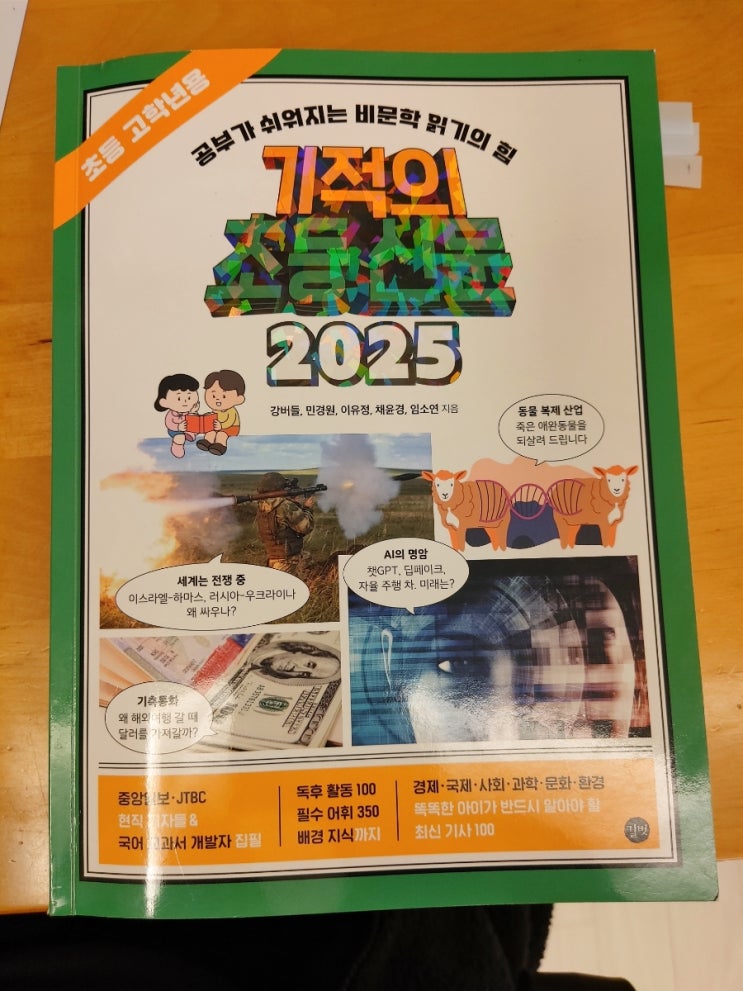 초등 고학년용
공부가 쉬워지는 비문학 읽기의 힘
기적의
초등 신문
2025
강버들, 민경원, 이유정, 채윤경, 임소연 지음
동물 복제 산업
죽은 애완동물을
되살려 드립니다
AI의 명암
챗GPT, 딥페이크,
자율 주행 차. 미래는?
세계는 전쟁 중
이스라엘-하마스, 러시아-우크라이나
왜 싸우나?
기축통화
왜 해외여행 갈 때
달러를 가져갈까?
중앙일보·JTBC
현직 기자들 &
국어 교과서 개발자 집필
독후 활동 100
필수 어휘 350
배경 지식까지
경제·국제·사회·과학·문화·환경
똑똑한 아이가 반드시 알아야 할
최신 기사 100
길벗